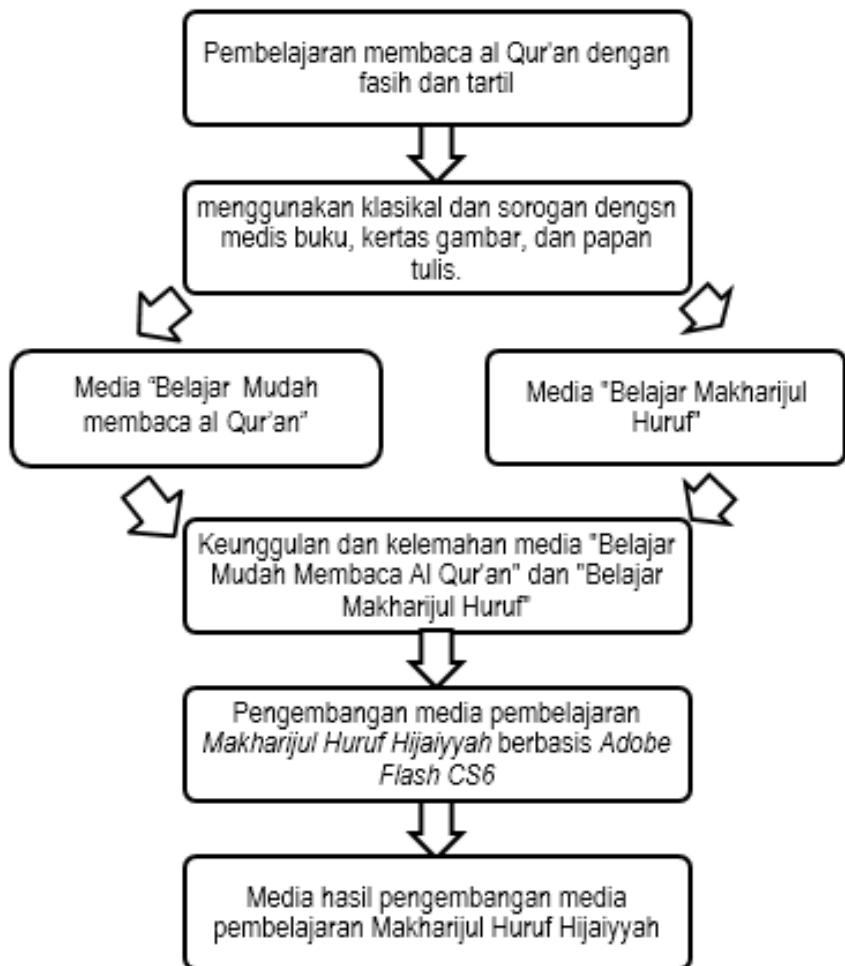 Pembelajaran membaca al Qur'an dengan
fasih dan tartil
menggunakan klasikal dan sorogan dengsn
medis buku, kertas gambar, dan papan
tulis.
Media "Belajar Mudah
membaca al Qur'an"
Media "Belajar Makharijul
Huruf"
Keunggulan dan kelemahan media "Belajar
Mudah Membaca Al Qur'an" dan "Belajar
Makharijul Huruf"
Pengembangan media pembelajaran
Makharijul Huruf Hijaiyyah berbasis Adobe
Flash CS6
Media hasil pengembangan media
pembelajaran Makharijul Huruf Hijaiyyah